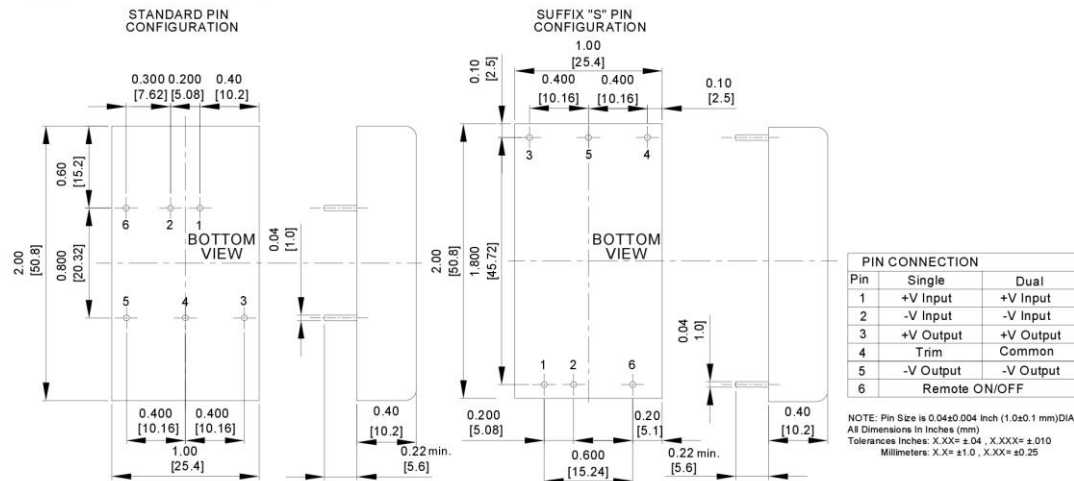 STANDARD PIN
CONFIGURATION
0.300 0.200 0.40
[7.62] [5.08] [10.2]
0.60
[15.2]
2.00
[50.8]
0.800
[20.32]
6 2 1
BOTTOM
VIEW
0.04
[1.0]
5 4 3
0.400 0.400
[10.16] [10.16]
1.00
[25.4]
0.40
[10.2]
0.22 min.
[5.6]
SUFFIX "S" PIN
CONFIGURATION
1.00
[25.4]
0.10
[2.5]
0.400 0.400
[10.16] [10.16]
0.10
[2.5]
3 5 4
BOTTOM
VIEW
2.00
[50.8]
1.800
[45.72]
0.04
1.0]
1 2 6
0.200
[5.08]
0.20
[5.1]
0.600
[15.24]
0.22 min.
[5.6]
0.40
[10.2]
PIN CONNECTION
Pin Single Dual
1 +V Input +V Input
2 -V Input -V Input
3 +V Output +V Output
4 Trim Common
5 -V Output -V Output
6 Remote ON/OFF
NOTE: Pin Size is 0.04±0.004 Inch (1.0±0.1 mm)DIA
All Dimensions In Inches (mm)
Tolerances Inches: X.XX= ±.04 , X.XXX= ±.010
Millimeters: X.X= ±1.0 , X.XX= ±0.25